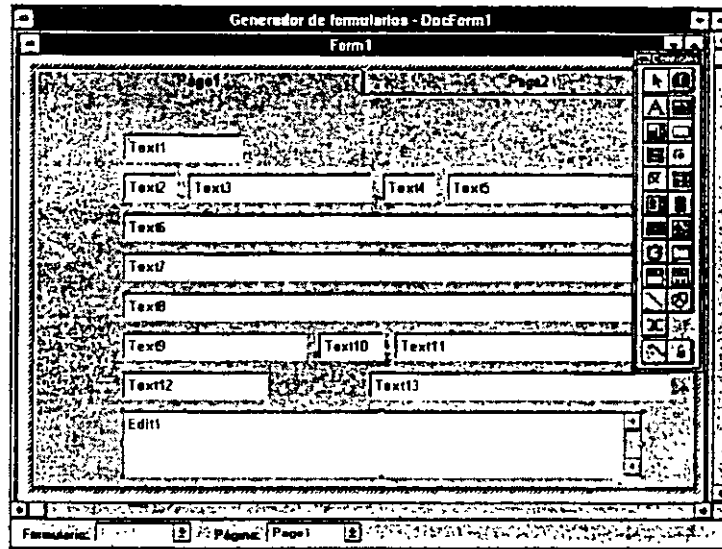 Generador de formularios - DocForm1
Form1
Controles
Page1 Page2
Text1
Text2 Text3 Text4 Text5
Text6
Text7
Text8
Text9 Text10 Text11
Text12 Text13
Edit1
Formulario: Página: Page1